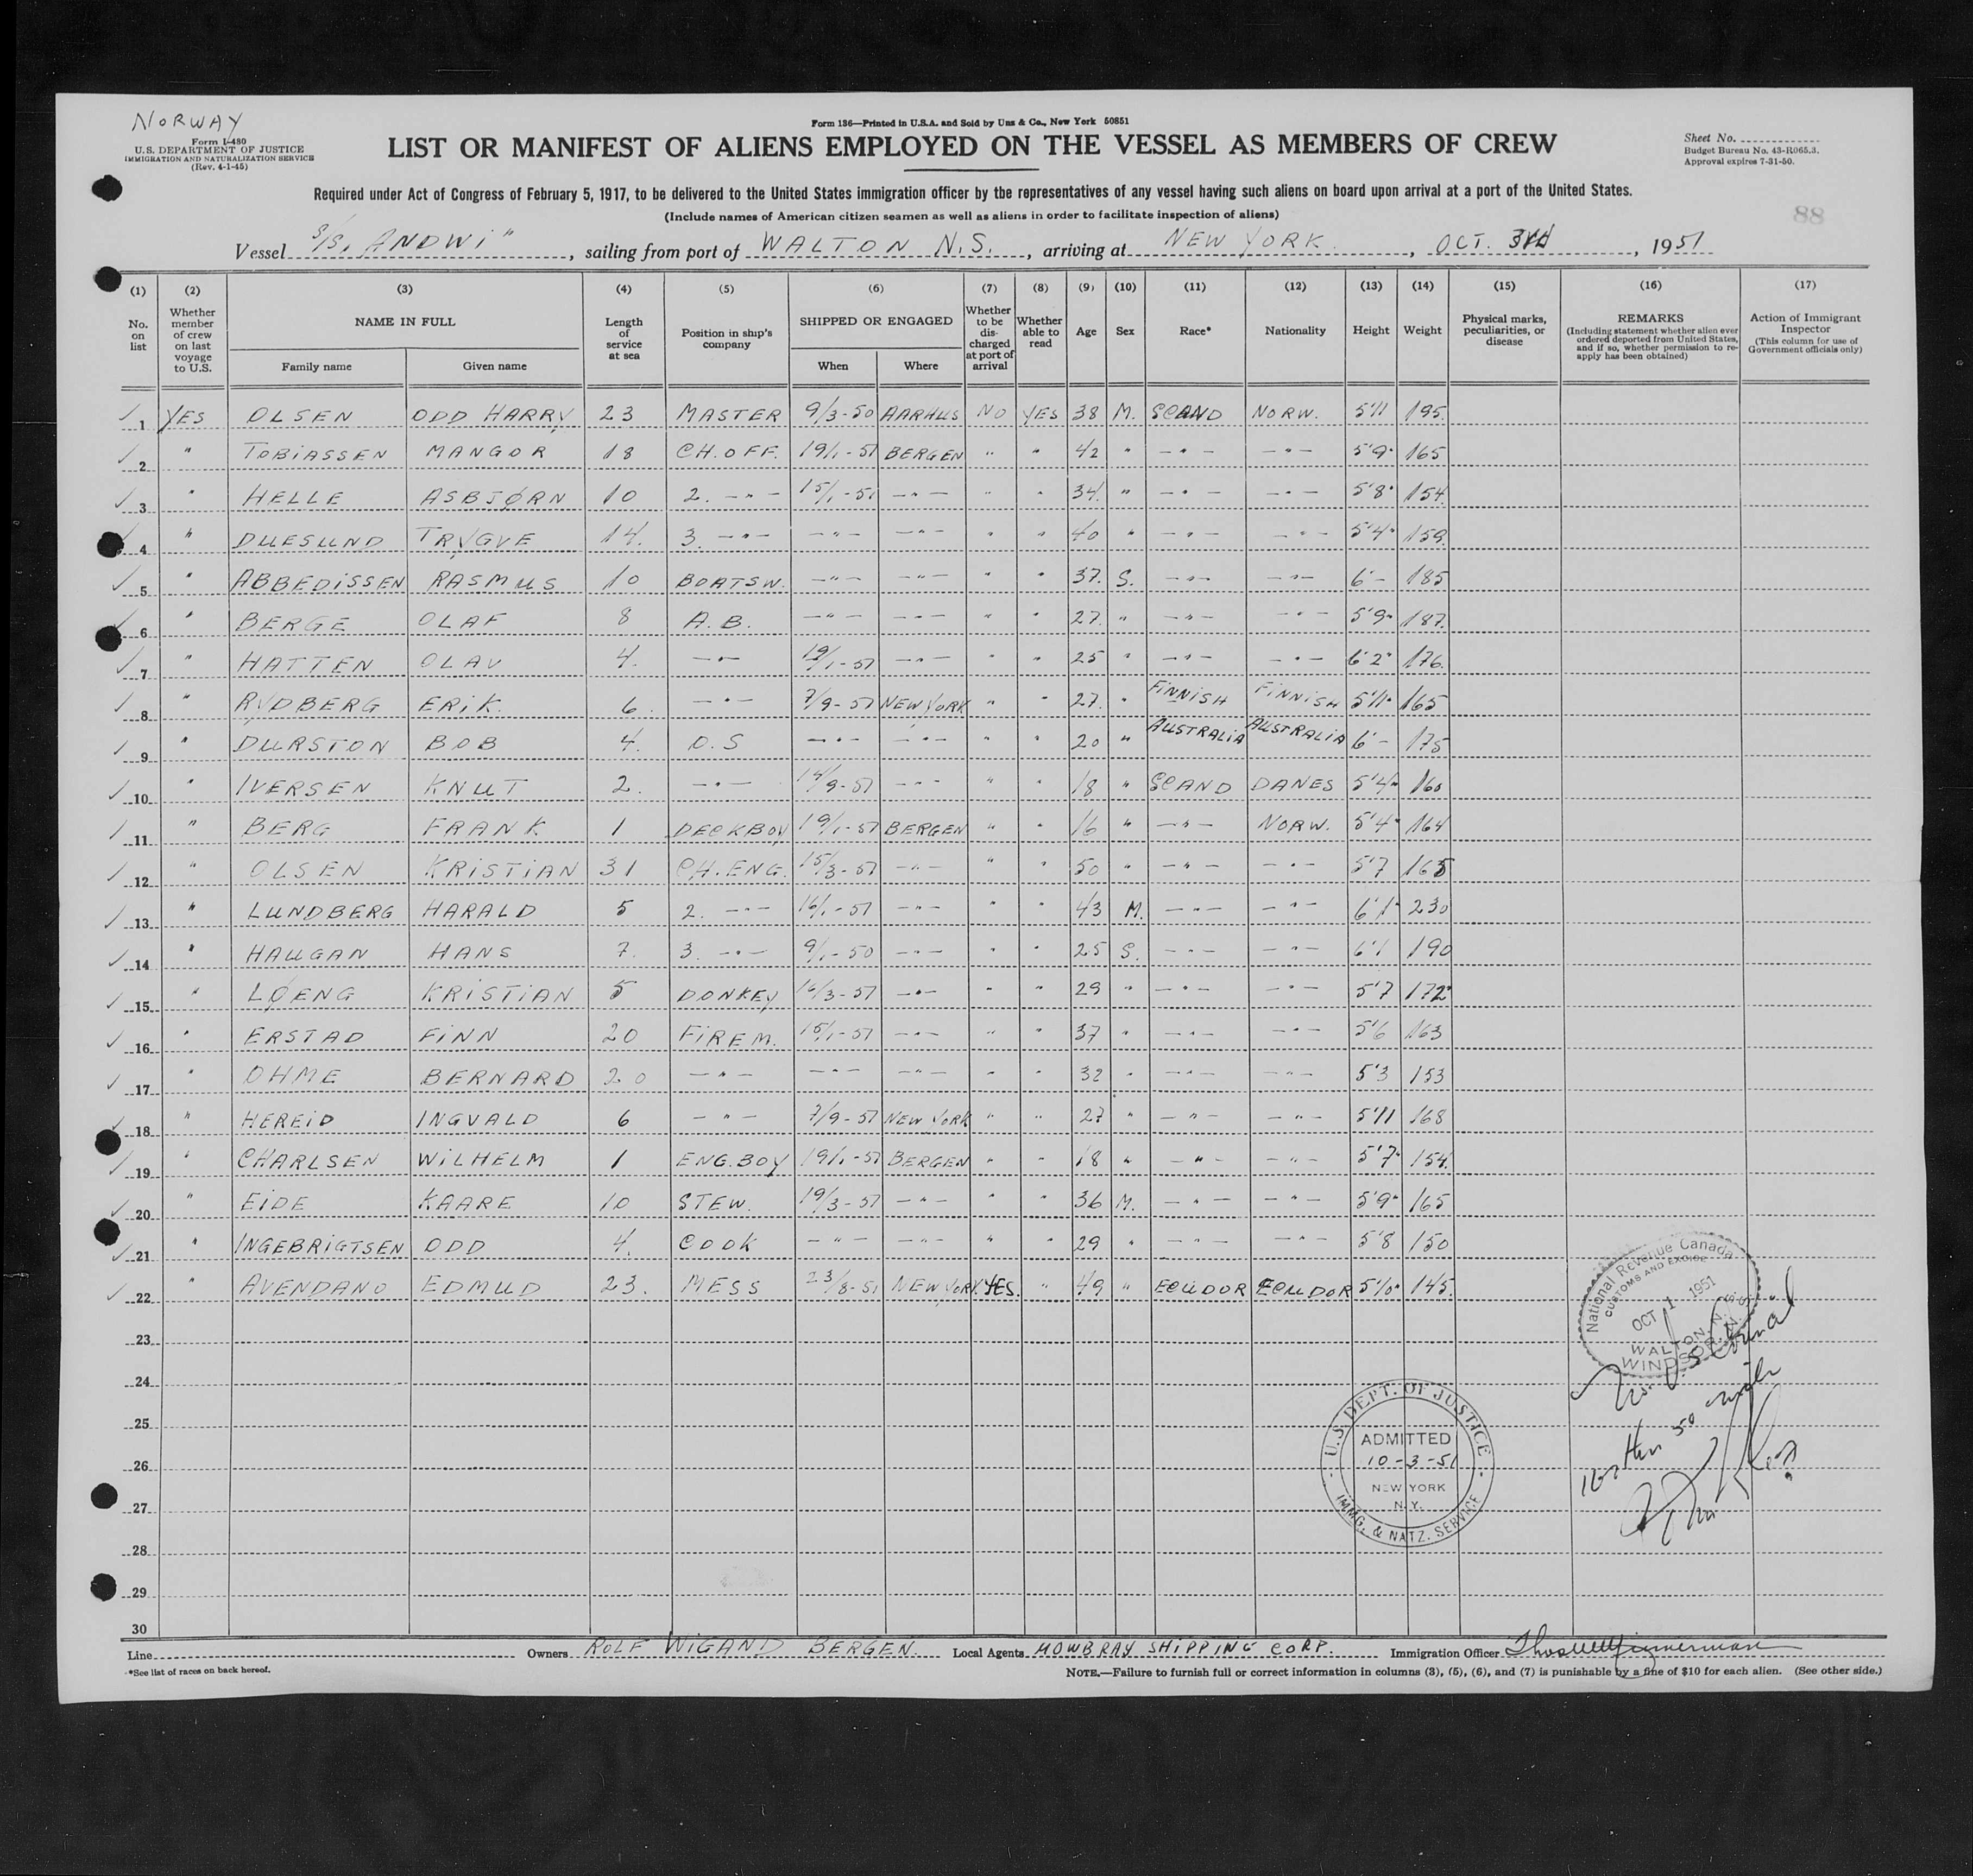 NORWAY
Form 136—Printed in U.S.A. and Sold by Unz & Co., New York 50851
Form I-480
U.S. DEPARTMENT OF JUSTICE
IMMIGRATION AND NATURALIZATION SERVICE
(Rev. 4-1-45)
LIST OR MANIFEST OF ALIENS EMPLOYED ON THE VESSEL AS MEMBERS OF CREW
Sheet No.
Budget Bureau No. 43-R065.3.
Approval expires 7-31-50.
Required under Act of Congress of February 5, 1917, to be delivered to the United States immigration officer by the representatives of any vessel having such aliens on board upon arrival at a port of the United States.
(Include names of American citizen seamen as well as aliens in order to facilitate inspection of aliens)
88
Vessel S/S, ANDWI", sailing from port of WALTON N.S., arriving at NEW YORK, OCT. 3rd, 1951
(1) (2) (3) (4) (5) (6) (7) (8) (9) (10) (11) (12) (13) (14) (15) (16) (17)
No. on list
Whether member of crew on last voyage to U.S.
NAME IN FULL
Family name
Given name
Length of service at sea
Position in ship's company
SHIPPED OR ENGAGED
When
Where
Whether to be discharged at port of arrival
Whether able to read
Age
Sex
Race*
Nationality
Height
Weight
Physical marks, peculiarities, or disease
REMARKS
(Including statement whether alien ever ordered deported from United States, and if so, whether permission to reapply has been obtained)
Action of Immigrant Inspector
(This column for use of Government officials only)
1 YES OLSEN ODD HARRY 23 MASTER 9/3-50 AARHUS NO YES 38 M. SCAND NORW. 5'11 195.
2 " TOBIASSEN MANGOR 18 CH.OFF. 19/1-51 BERGEN " " 42 " -"- -"- 5'9" 165
3 " HELLE ASBJØRN 10 2. -"- 15/1-51 -"- " " 34. " -"- -"- 5'8" 154.
4 " DUESUND TRYGVE 14. 3. -"- -"- -"- " " 40 " -"- -"- 5'4" 159.
5 " ABBEDISSEN RASMUS 10 BOATSW. -"- -"- " " 37. S. -"- -"- 6'- 185
6 " BERGE OLAF 8 A.B. -"- -"- " " 27. " -"- -"- 5'9" 187.
7 " HATTEN OLAV 4. -"- 19/1-51 -"- " " 25 " -"- -"- 6'2" 176.
8 " RYDBERG ERIK. 6. -"- 7/9-51 NEW YORK " " 27. " FINNISH FINNISH 5'11" 165
9 " DURSTON BOB 4. O.S -"- -"- " " 20 " AUSTRALIA AUSTRALIA 6'- 175
10 " IVERSEN KNUT 2. -"- 14/9-51 -"- " " 18 " SCAND DANES 5'4" 160
11 " BERG FRANK 1 DECKBOY 19/1-51 BERGEN " " 16 " -"- NORW. 5'4" 164
12 " OLSEN KRISTIAN 31 CH.ENG. 15/3-51 -"- " " 50 " -"- -"- 5'7 165
13 " LUNDBERG HARALD 5 2. -"- 16/1-51 -"- " " 43 M. -"- -"- 6'1" 230
14 " HAUGAN HANS 7. 3. -"- 9/1-50 -"- " " 25 S. -"- -"- 6'1 190
15 " LØENG KRISTIAN 5 DONKEY 16/3-51 -"- " " 29 " -"- -"- 5'7 172
16 " ERSTAD FINN 20 FIREM. 15/1-51 -"- " " 37 " -"- -"- 5'6 163
17 " OHME BERNARD 20 -"- -"- -"- " " 32 " -"- -"- 5'3 153
18 " HEREID INGVALD 6 -"- 7/9-51 NEW YORK " " 27 " -"- -"- 5'11 168
19 " CHARLSEN WILHELM 1 ENG.BOY 19/1-51 BERGEN " " 18 " -"- -"- 5'7" 154.
20 " EIDE KAARE 10 STEW. 19/3-51 -"- " " 36 M. -"- -"- 5'9" 165
21 " INGEBRIGTSEN ODD 4. COOK -"- -"- " " 29 " -"- -"- 5'8 150
22 " AVENDANO EDMUD 23. MESS 23/8-51 NEW YORK YES. " 49 " ECUDOR ECUDOR 5'10" 145.
23
24
25
26
27
28
29
30
National Revenue Canada
CUSTOMS AND EXCISE
OCT 1 1951
WALTON, N.S.
WINDSOR, N.S.
U.S. DEPT. OF JUSTICE
ADMITTED
10-3-51
NEW YORK
N.Y.
IMMG. & NATZ. SERVICE
Line
Owners ROLF WIGAND BERGEN.
Local Agents MOWBRAY SHIPPING CORP.
Immigration Officer
*See list of races on back hereof.
NOTE.—Failure to furnish full or correct information in columns (3), (5), (6), and (7) is punishable by a fine of $10 for each alien. (See other side.)